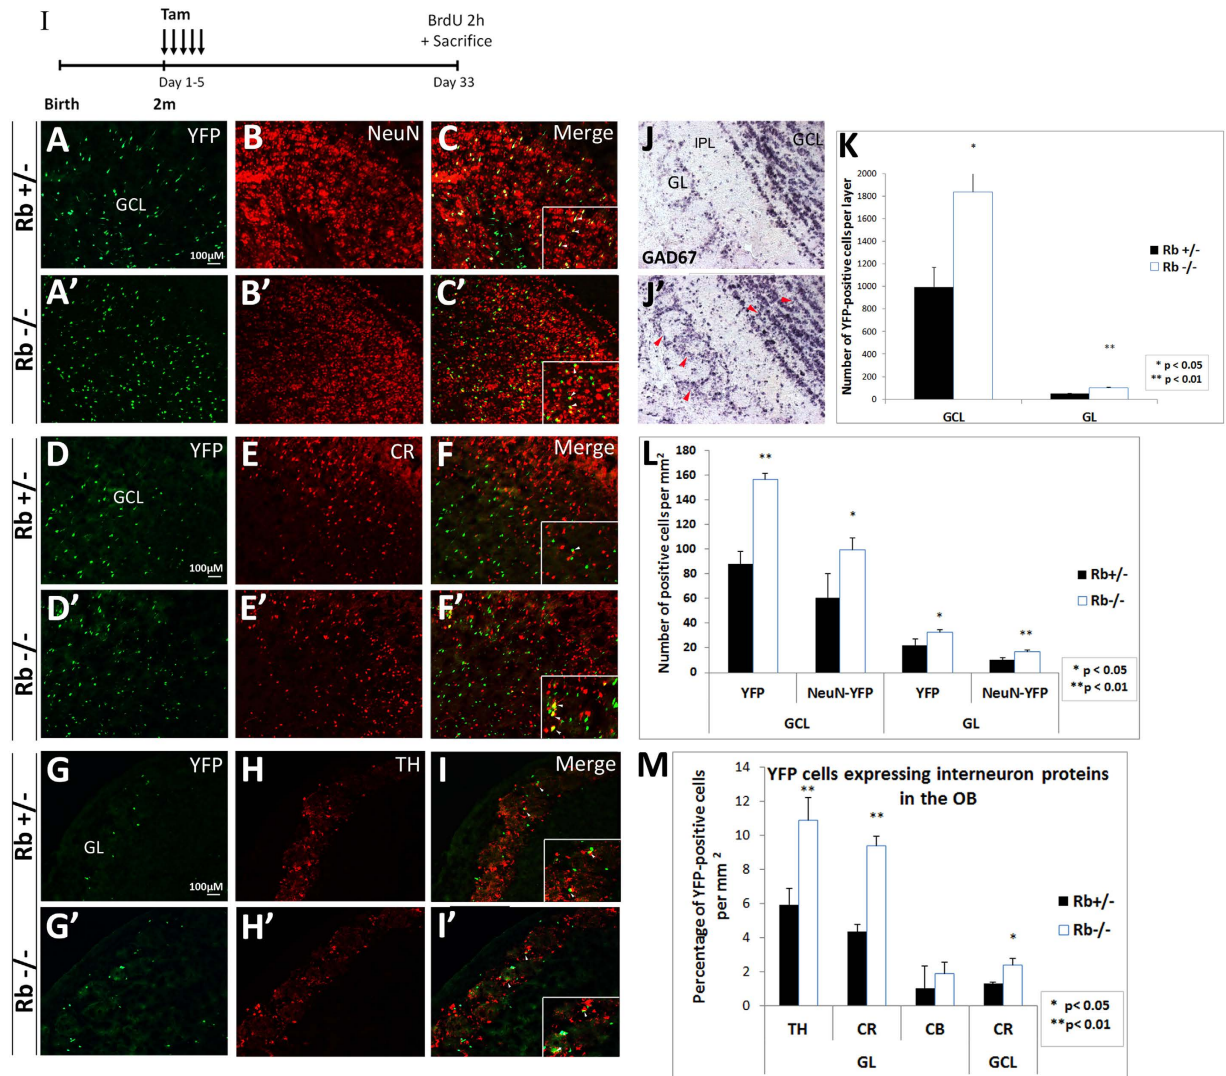 I
Tam
BrdU 2h
+ Sacrifice
Day 1-5
Day 33
Birth
2m
Rb +/-
A
YFP
GCL
100µM
B
NeuN
C
Merge
Rb -/-
A’
B’
C’
Rb +/-
D
YFP
GCL
100µM
E
CR
F
Merge
Rb -/-
D’
E’
F’
Rb +/-
G
YFP
GL
100µM
H
TH
I
Merge
Rb -/-
G’
H’
I’
J
IPL
GCL
GL
GAD67
J’
K
*
Number of YFP-positive cells per layer
2000
1800
1600
1400
1200
1000
800
600
400
200
0
**
Rb +/-
Rb -/-
* p < 0.05
** p < 0.01
GCL
GL
L
Number of positive cells per mm²
180
160
140
120
100
80
60
40
20
0
**
*
*
**
Rb+/-
Rb-/-
* p < 0.05
**p < 0.01
YFP
NeuN-YFP
YFP
NeuN-YFP
GCL
GL
M
YFP cells expressing interneuron proteins
in the OB
Percentage of YFP-positive cells
per mm ²
14
12
10
8
6
4
2
0
**
**
*
Rb+/-
Rb-/-
* p< 0.05
**p< 0.01
TH
CR
CB
CR
GL
GCL